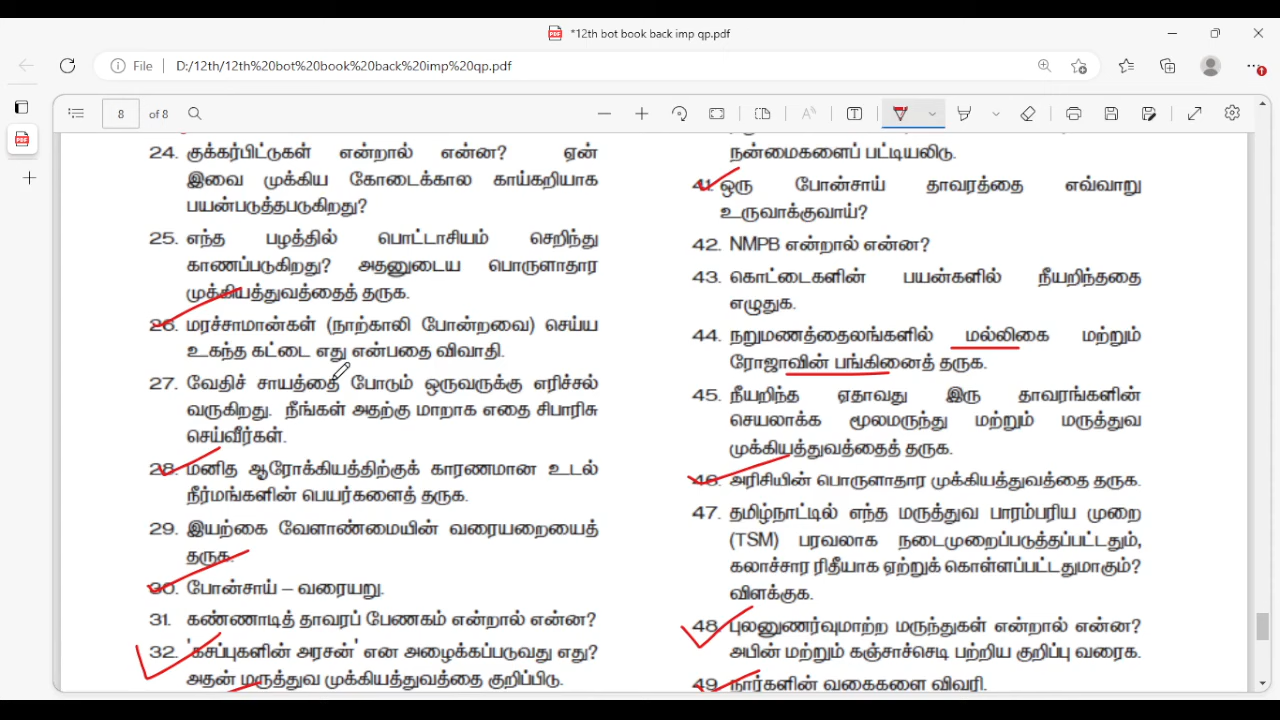 *12th bot book back imp qp.pdf
File D:/12th/12th%20bot%20book%20back%20imp%20qp.pdf
8 of 8
24. குக்கர்பிட்டுகள் என்றால் என்ன? ஏன்
இவை முக்கிய கோடைக்கால காய்கறியாக
பயன்படுத்தபடுகிறது?
25. எந்த பழத்தில் பொட்டாசியம் செறிந்து
காணப்படுகிறது? அதனுடைய பொருளாதார
முக்கியத்துவத்தைத் தருக.
26. மரச்சாமான்கள் (நாற்காலி போன்றவை) செய்ய
உகந்த கட்டை எது என்பதை விவாதி.
27. வேதிச் சாயத்தை போடும் ஒருவருக்கு எரிச்சல்
வருகிறது. நீங்கள் அதற்கு மாறாக எதை சிபாரிசு
செய்வீர்கள்.
28. மனித ஆரோக்கியத்திற்குக் காரணமான உடல்
நீர்மங்களின் பெயர்களைத் தருக.
29. இயற்கை வேளாண்மையின் வரையறையைத்
தருக.
30. போன்சாய் – வரையறு.
31. கண்ணாடித் தாவரப் பேணகம் என்றால் என்ன?
32. 'கசப்புகளின் அரசன்' என அழைக்கப்படுவது எது?
அதன் மருத்துவ முக்கியத்துவத்தை குறிப்பிடு.
நன்மைகளைப் பட்டியலிடு.
41. ஒரு போன்சாய் தாவரத்தை எவ்வாறு
உருவாக்குவாய்?
42. NMPB என்றால் என்ன?
43. கொட்டைகளின் பயன்களில் நீயறிந்ததை
எழுதுக.
44. நறுமணத்தைலங்களில் மல்லிகை மற்றும்
ரோஜாவின் பங்கினைத் தருக.
45. நீயறிந்த ஏதாவது இரு தாவரங்களின்
செயலாக்க மூலமருந்து மற்றும் மருத்துவ
முக்கியத்துவத்தைத் தருக.
46. அரிசியின் பொருளாதார முக்கியத்துவத்தை தருக.
47. தமிழ்நாட்டில் எந்த மருத்துவ பாரம்பரிய முறை
(TSM) பரவலாக நடைமுறைப்படுத்தப்பட்டதும்,
கலாச்சார ரிதீயாக ஏற்றுக் கொள்ளப்பட்டதுமாகும்?
விளக்குக.
48. புலனுணர்வுமாற்ற மருந்துகள் என்றால் என்ன?
அபின் மற்றும் கஞ்சாச்செடி பற்றிய குறிப்பு வரைக.
49. நார்களின் வகைகளை விவரி.